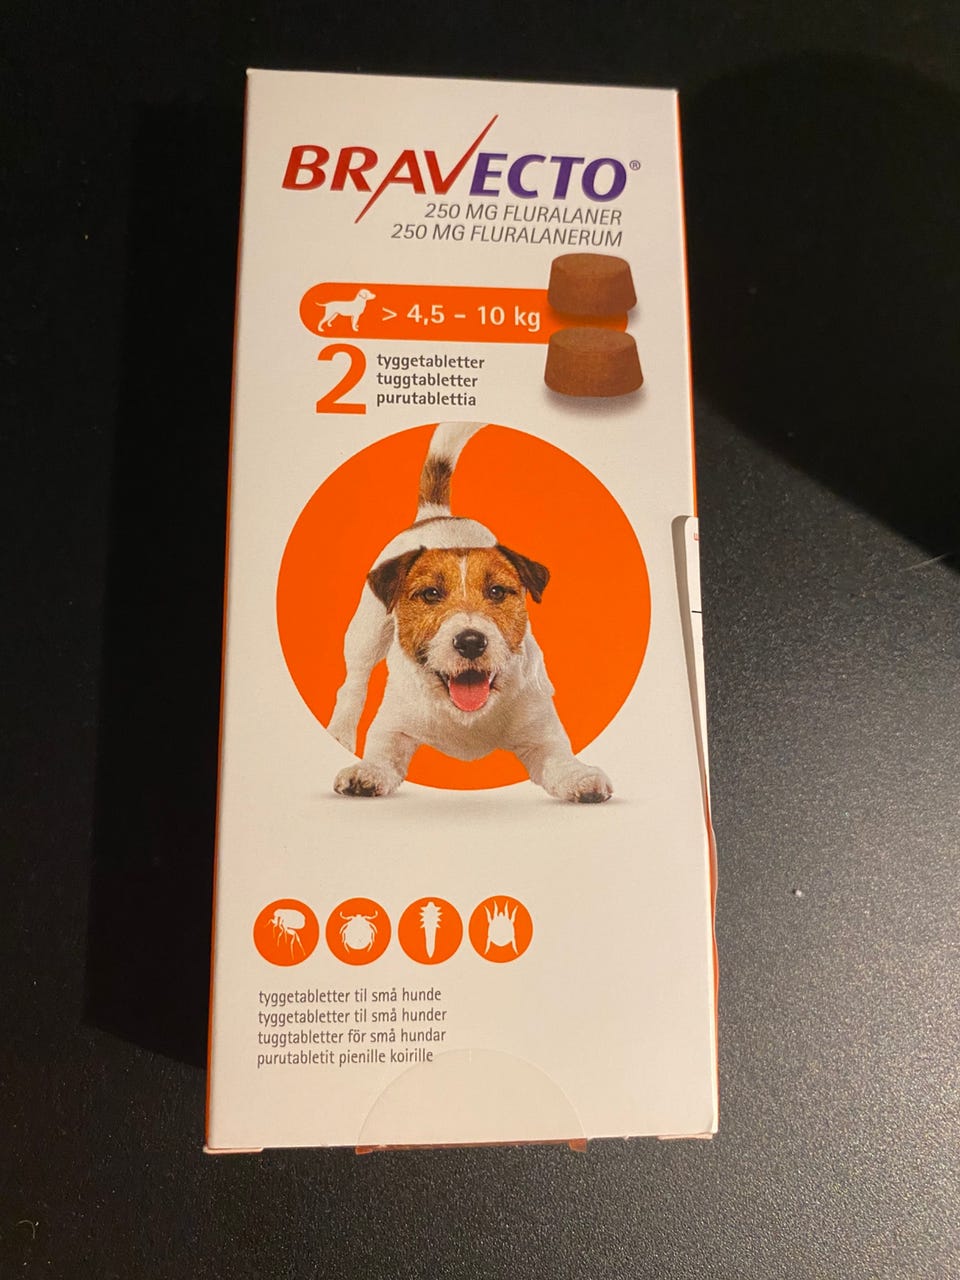 BRAVECTO®
250 MG FLURALANER
250 MG FLURALANERUM
> 4,5 - 10 kg
2
tyggetabletter
tuggtabletter
purutablettia
tyggetabletter til små hunde
tyggetabletter til små hunder
tuggtabletter för små hundar
purutabletit pienille koirille